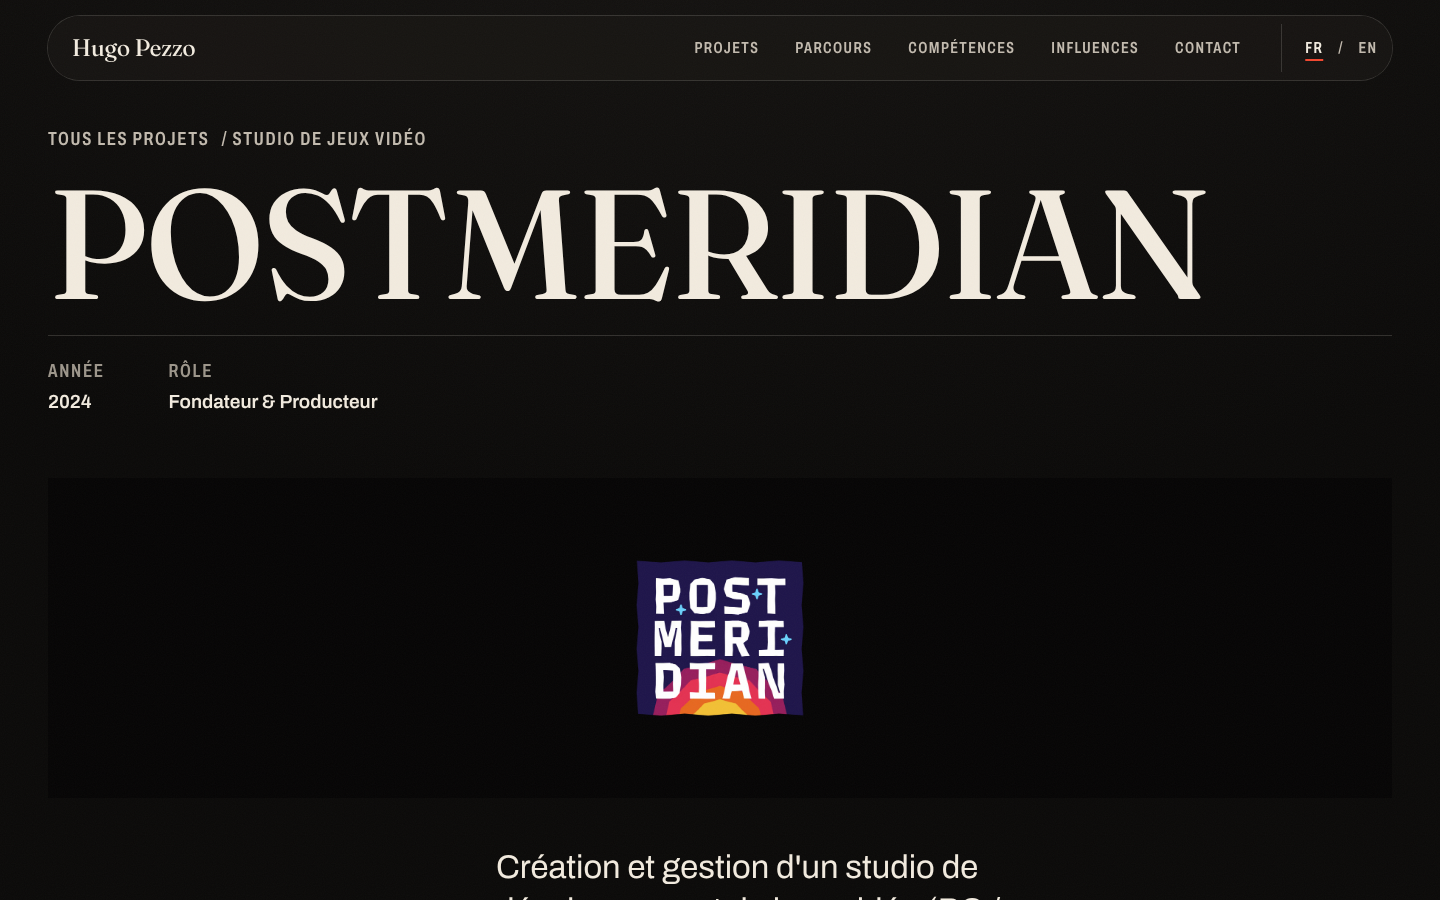 Hugo Pezzo
PROJETS PARCOURS COMPÉTENCES INFLUENCES CONTACT FR / EN
TOUS LES PROJETS / STUDIO DE JEUX VIDÉO
POSTMERIDIAN
ANNÉE RÔLE
2024 Fondateur & Producteur
POST
MERI
DIAN
Création et gestion d'un studio de